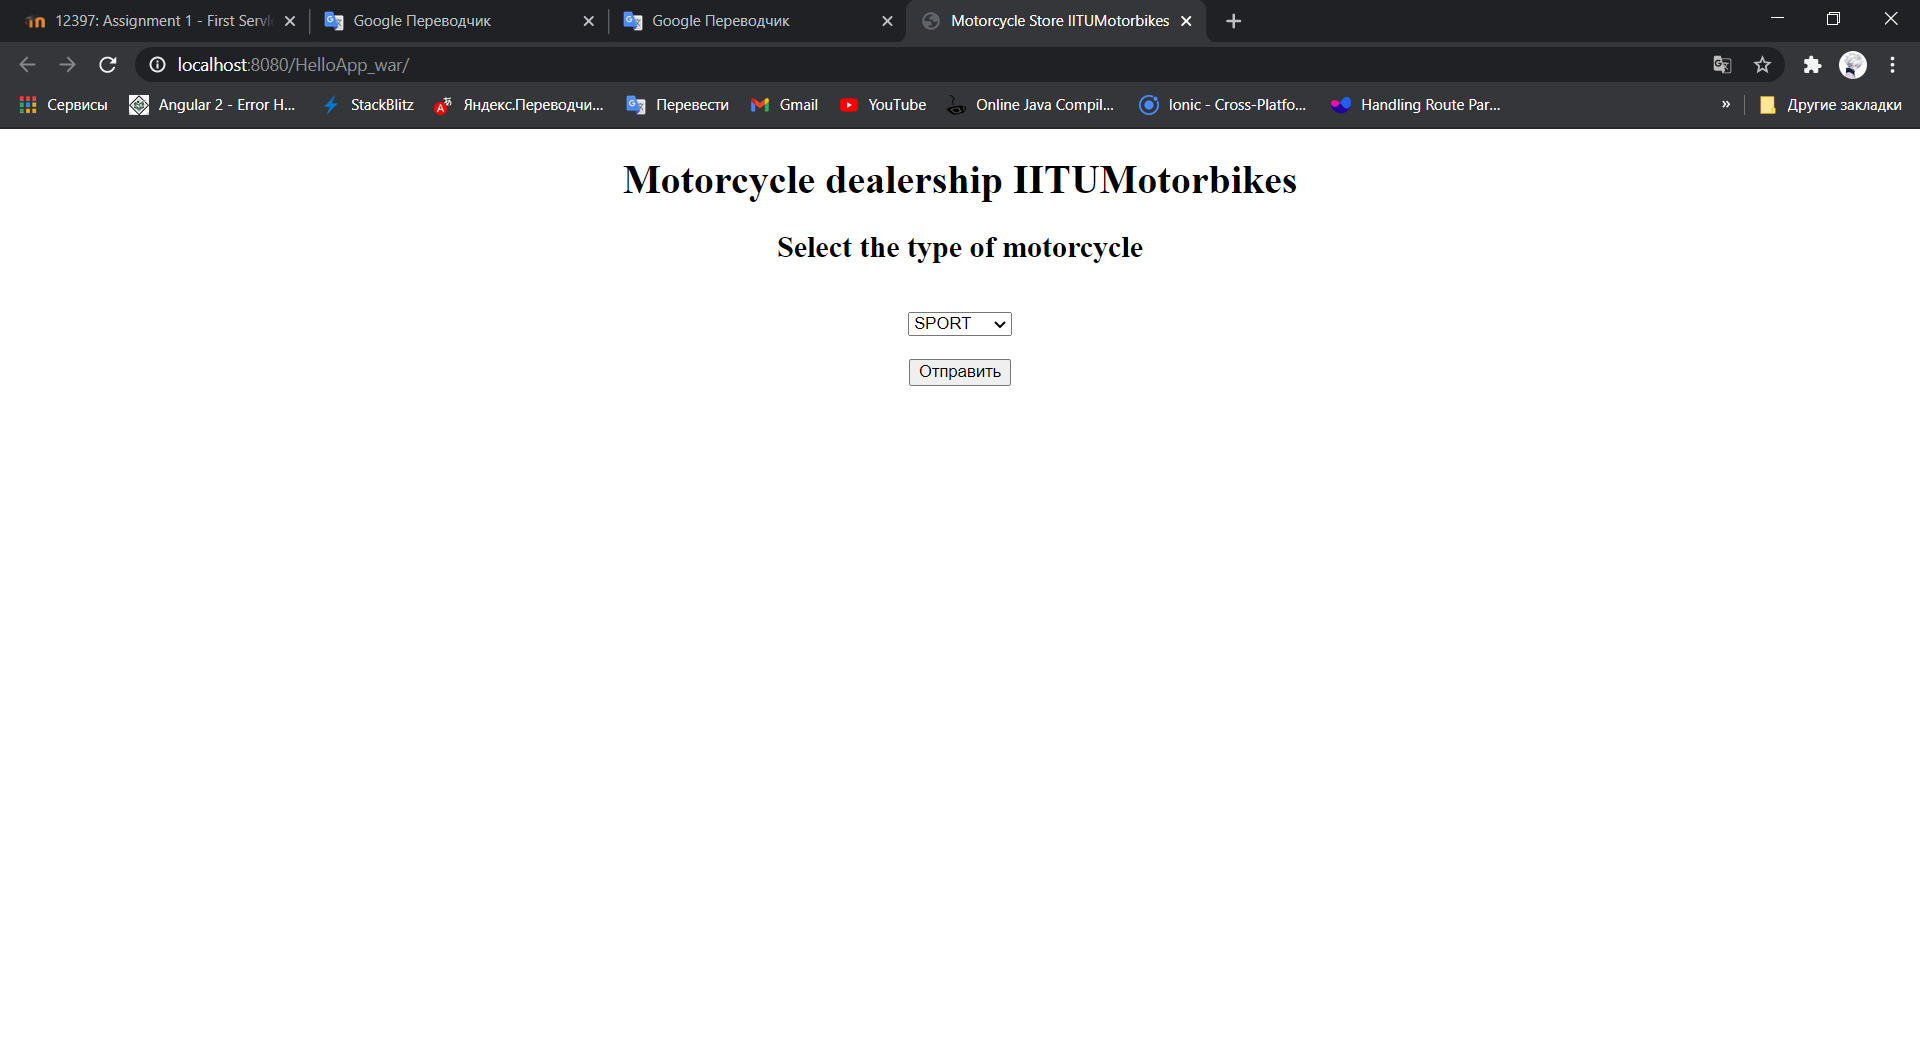 12397: Assignment 1 - First Servl
Google Переводчик
Google Переводчик
Motorcycle Store IITUMotorbikes
localhost:8080/HelloApp_war/
Сервисы
Angular 2 - Error H...
StackBlitz
Яндекс.Переводчи...
Перевести
Gmail
YouTube
Online Java Compil...
Ionic - Cross-Platfo...
Handling Route Par...
»
Другие закладки
Motorcycle dealership IITUMotorbikes
Select the type of motorcycle
SPORT
Отправить